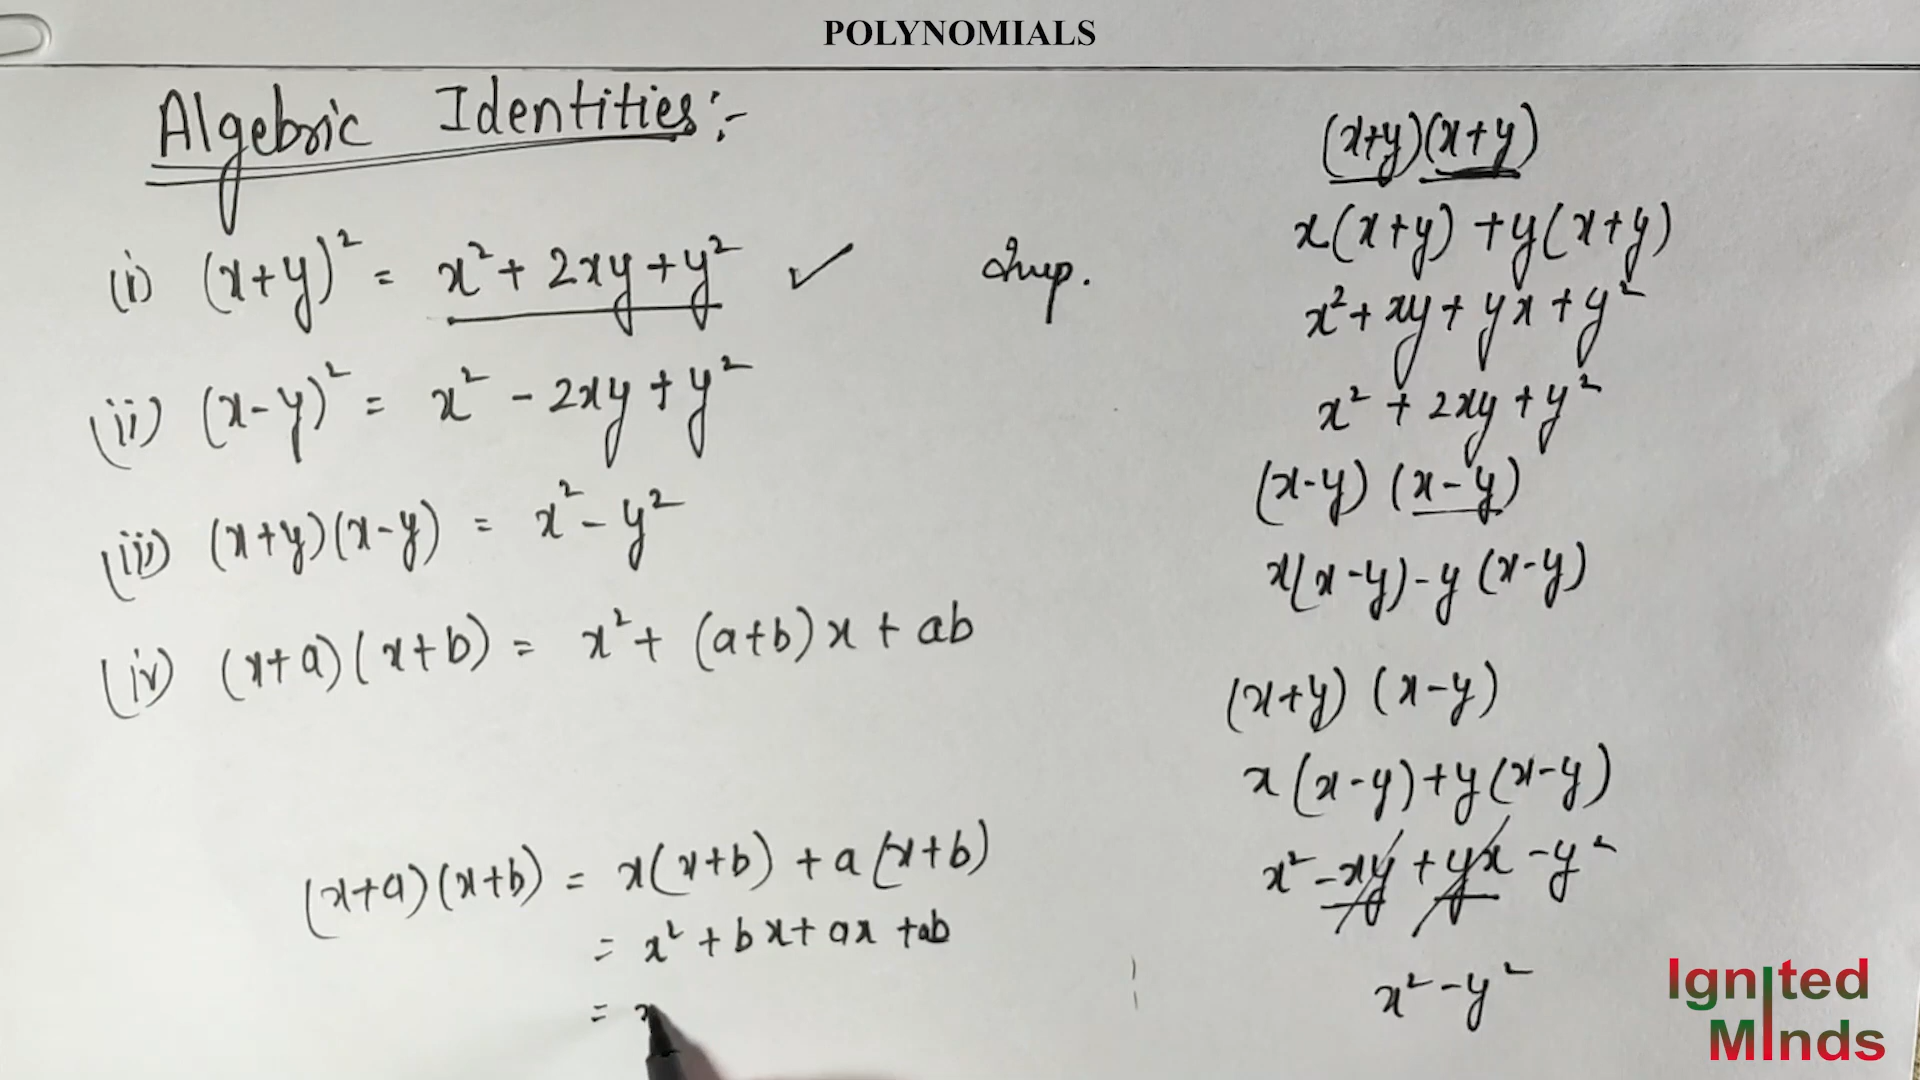 POLYNOMIALS
Algebric Identities:-
(i) (x+y)² = x² + 2xy + y² ✓ Imp.
(ii) (x-y)² = x² - 2xy + y²
(iii) (x+y)(x-y) = x² - y²
(iv) (x+a)(x+b) = x² + (a+b)x + ab
(x+a)(x+b) = x(x+b) + a(x+b)
= x² + bx + ax + ab
= x
(x+y)(x+y)
x(x+y) + y(x+y)
x² + xy + yx + y²
x² + 2xy + y²
(x-y) (x-y)
x(x-y) - y(x-y)
(x+y) (x-y)
x(x-y) + y(x-y)
x² - xy + yx - y²
x² - y²
Ignited
Minds